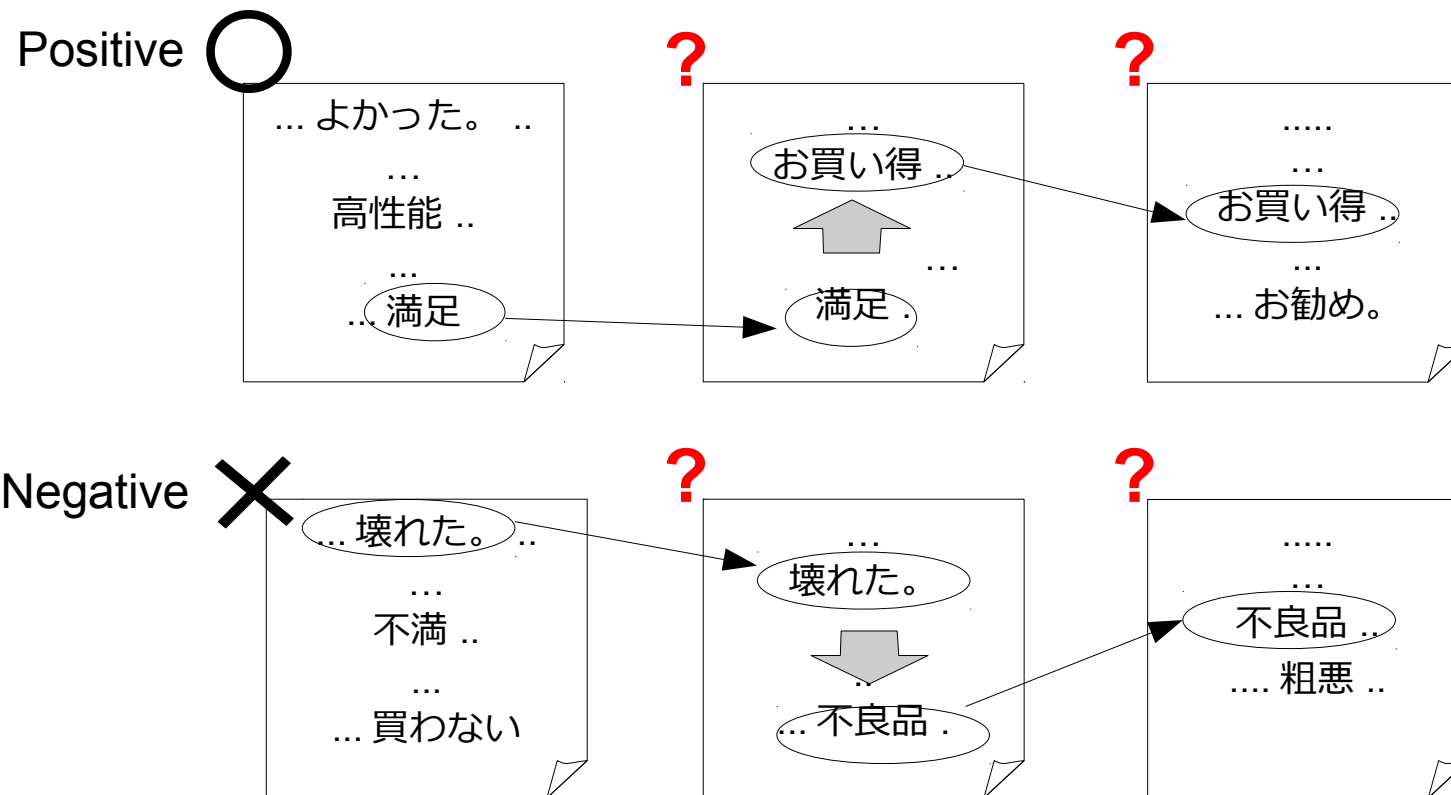 Positive
?
?
... よかった。 ..
...
高性能 ..
...
... 満足
...
お買い得 ..
...
満足 .
.....
...
お買い得 ..
...
... お勧め。
Negative
?
?
... 壊れた。 ..
...
不満 ..
...
... 買わない
...
壊れた。
..
... 不良品 .
.....
...
不良品 ..
.... 粗悪 ..